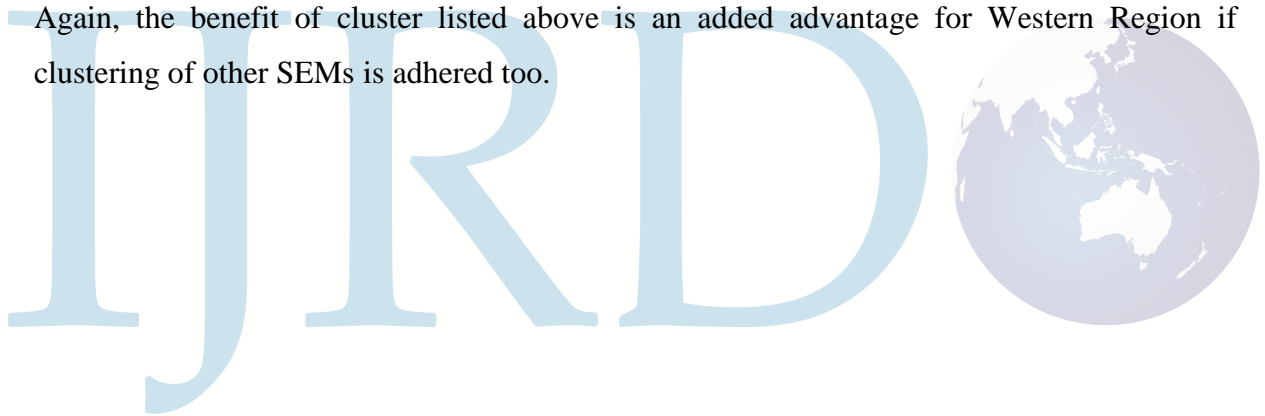 Again, the benefit of cluster listed above is an added advantage for Western Region if
clustering of other SEMs is adhered too.
IJRD